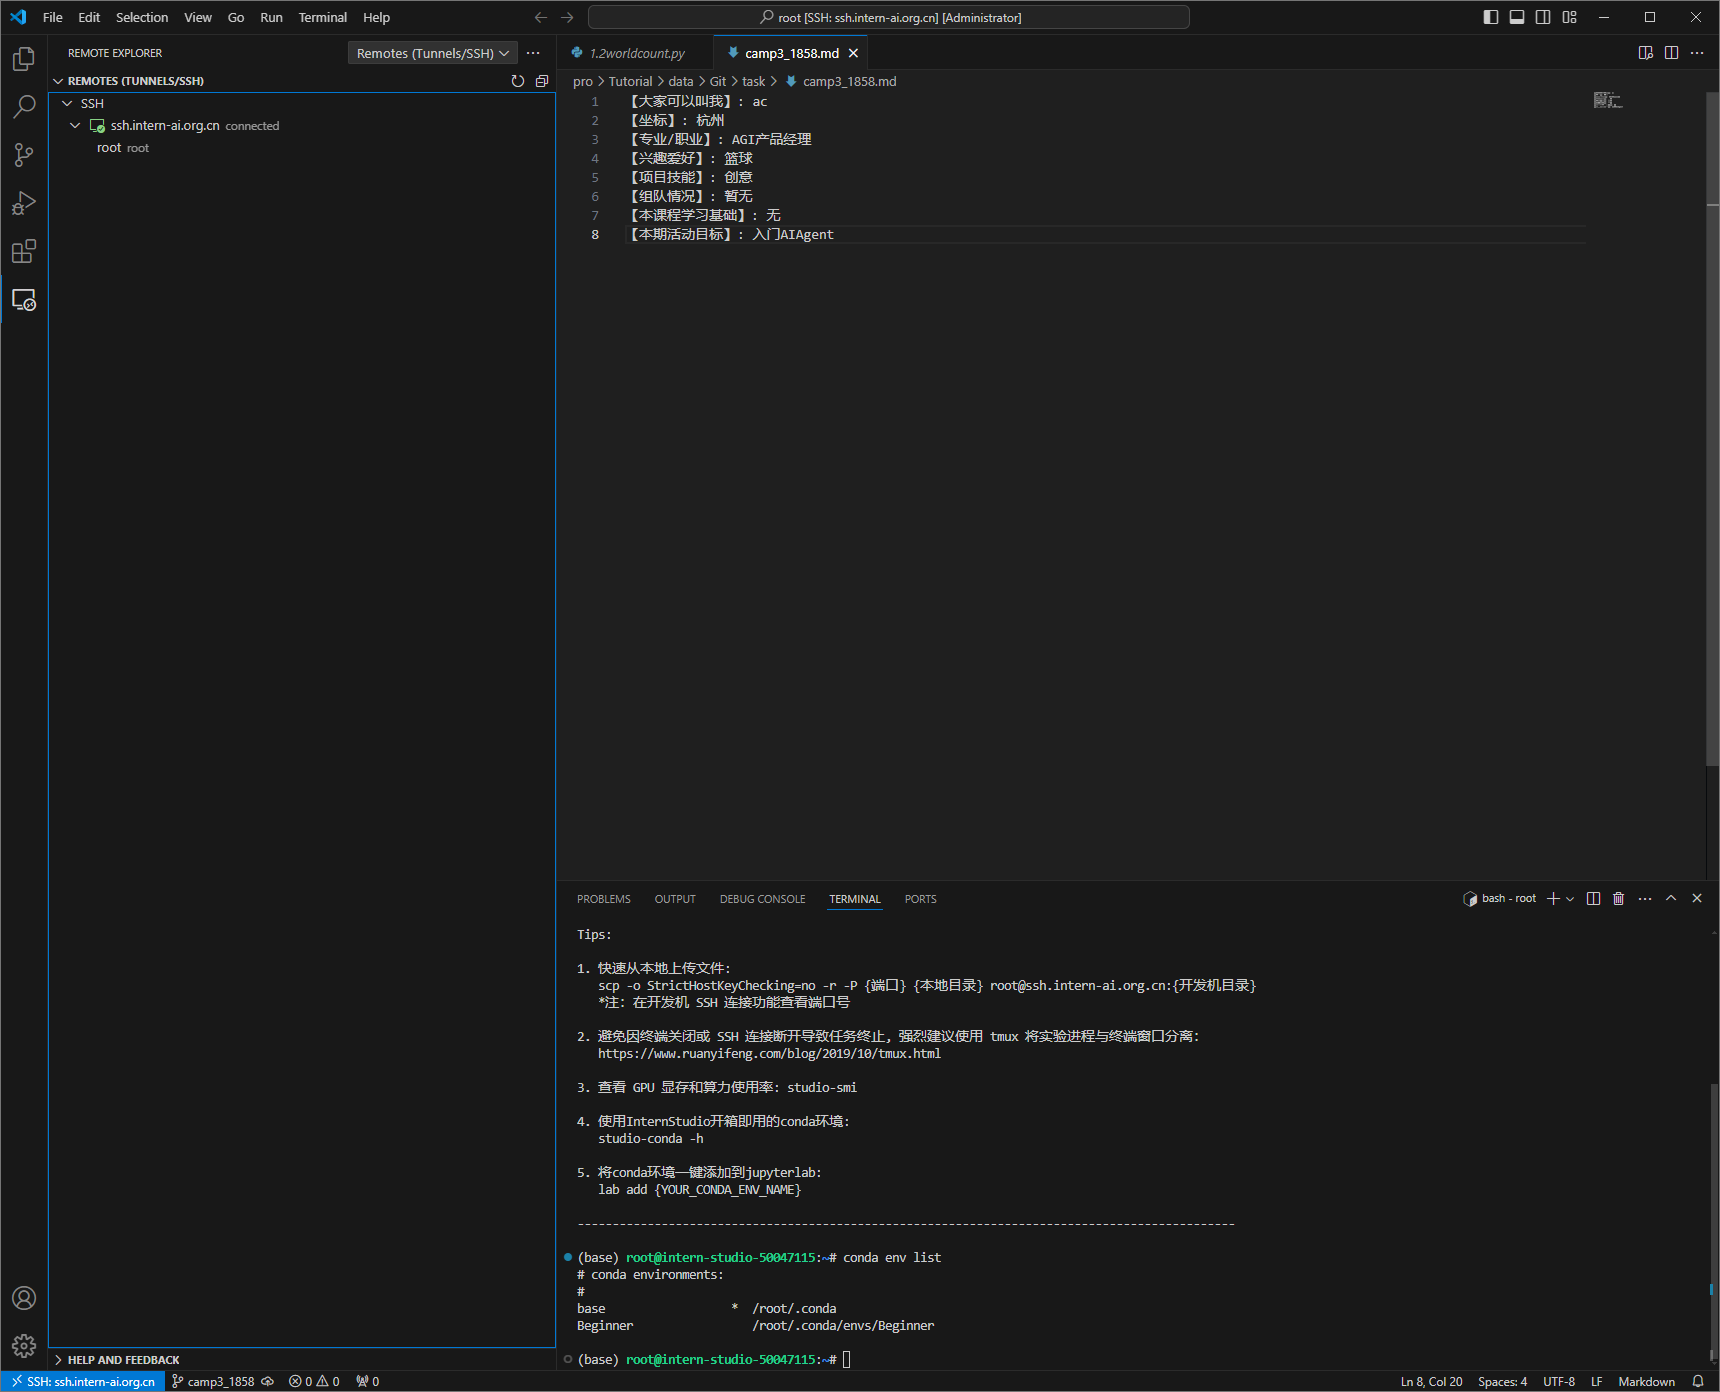 File Edit Selection View Go Run Terminal Help
root [SSH: ssh.intern-ai.org.cn] [Administrator]
REMOTE EXPLORER
Remotes (Tunnels/SSH)
REMOTES (TUNNELS/SSH)
SSH
ssh.intern-ai.org.cn connected
root root
1.2worldcount.py
camp3_1858.md
pro > Tutorial > data > Git > task > camp3_1858.md
1 【大家可以叫我】: ac
2 【坐标】: 杭州
3 【专业/职业】: AGI产品经理
4 【兴趣爱好】: 篮球
5 【项目技能】: 创意
6 【组队情况】: 暂无
7 【本课程学习基础】: 无
8 【本期活动目标】: 入门AIAgent
PROBLEMS OUTPUT DEBUG CONSOLE TERMINAL PORTS
bash - root
Tips:
1. 快速从本地上传文件:
scp -o StrictHostKeyChecking=no -r -P {端口} {本地目录} root@ssh.intern-ai.org.cn:{开发机目录}
*注: 在开发机 SSH 连接功能查看端口号
2. 避免因终端关闭或 SSH 连接断开导致任务终止, 强烈建议使用 tmux 将实验进程与终端窗口分离:
https://www.ruanyifeng.com/blog/2019/10/tmux.html
3. 查看 GPU 显存和算力使用率: studio-smi
4. 使用InternStudio开箱即用的conda环境:
studio-conda -h
5. 将conda环境一键添加到jupyterlab:
lab add {YOUR_CONDA_ENV_NAME}
----------------------------------------------------------------------------------------------
(base) root@intern-studio-50047115:~# conda env list
# conda environments:
#
base * /root/.conda
Beginner /root/.conda/envs/Beginner
(base) root@intern-studio-50047115:~#
HELP AND FEEDBACK
SSH: ssh.intern-ai.org.cn camp3_1858 0 0 0 Ln 8, Col 20 Spaces: 4 UTF-8 LF Markdown